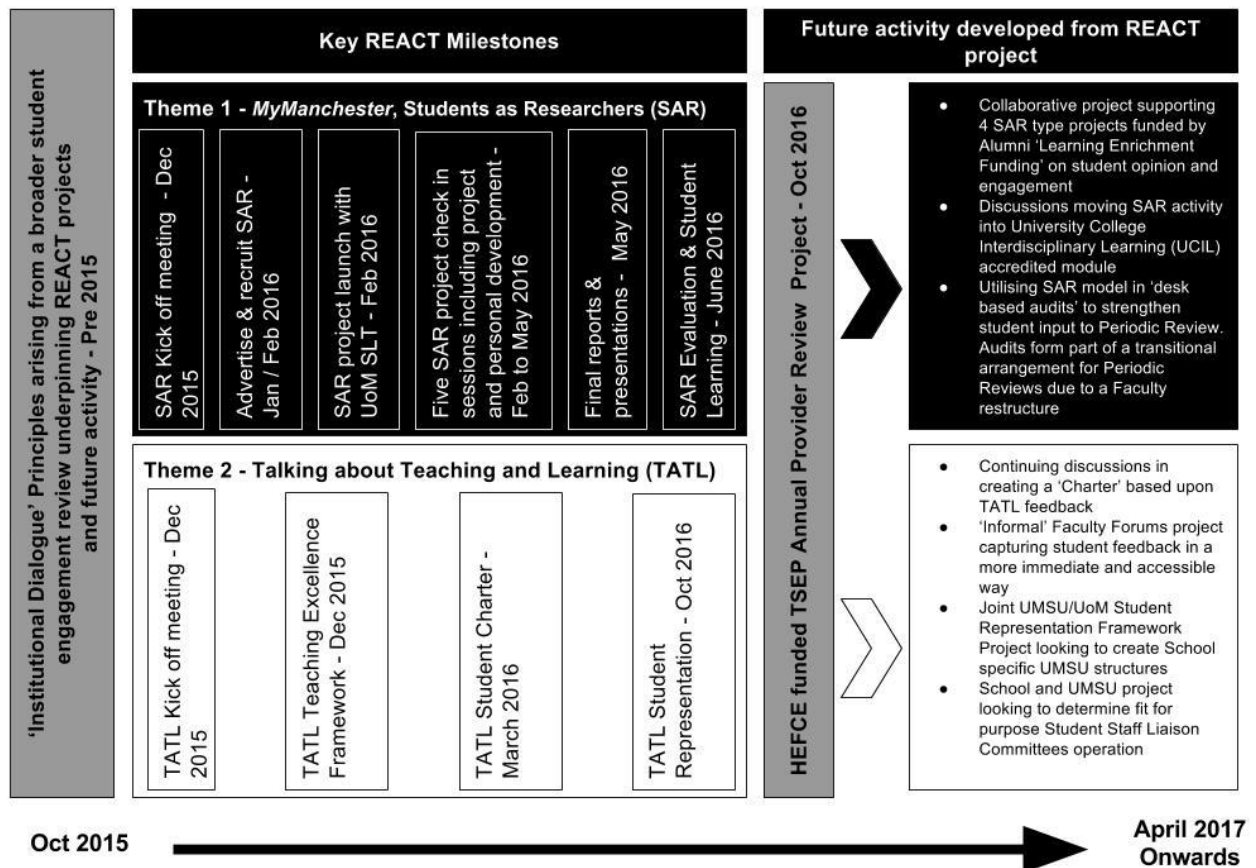 ‘Institutional Dialogue’ Principles arising from a broader student
engagement review underpinning REACT projects
and future activity - Pre 2015
Key REACT Milestones
Theme 1 - MyManchester, Students as Researchers (SAR)
SAR Kick off meeting - Dec
2015
Advertise & recruit SAR -
Jan / Feb 2016
SAR project launch with
UoM SLT - Feb 2016
Five SAR project check in
sessions including project
and personal development -
Feb to May 2016
Final reports &
presentations - May 2016
SAR Evaluation & Student
Learning - June 2016
Theme 2 - Talking about Teaching and Learning (TATL)
TATL Kick off meeting - Dec
2015
TATL Teaching Excellence
Framework - Dec 2015
TATL Student Charter -
March 2016
TATL Student
Representation - Oct 2016
Future activity developed from REACT
project
HEFCE funded TSEP Annual Provider Review Project - Oct 2016
● Collaborative project supporting
4 SAR type projects funded by
Alumni ‘Learning Enrichment
Funding’ on student opinion and
engagement
● Discussions moving SAR activity
into University College
Interdisciplinary Learning (UCIL)
accredited module
● Utilising SAR model in ‘desk
based audits’ to strengthen
student input to Periodic Review.
Audits form part of a transitional
arrangement for Periodic
Reviews due to a Faculty
restructure
● Continuing discussions in
creating a ‘Charter’ based upon
TATL feedback
● ‘Informal’ Faculty Forums project
capturing student feedback in a
more immediate and accessible
way
● Joint UMSU/UoM Student
Representation Framework
Project looking to create School
specific UMSU structures
● School and UMSU project
looking to determine fit for
purpose Student Staff Liaison
Committees operation
Oct 2015
April 2017
Onwards